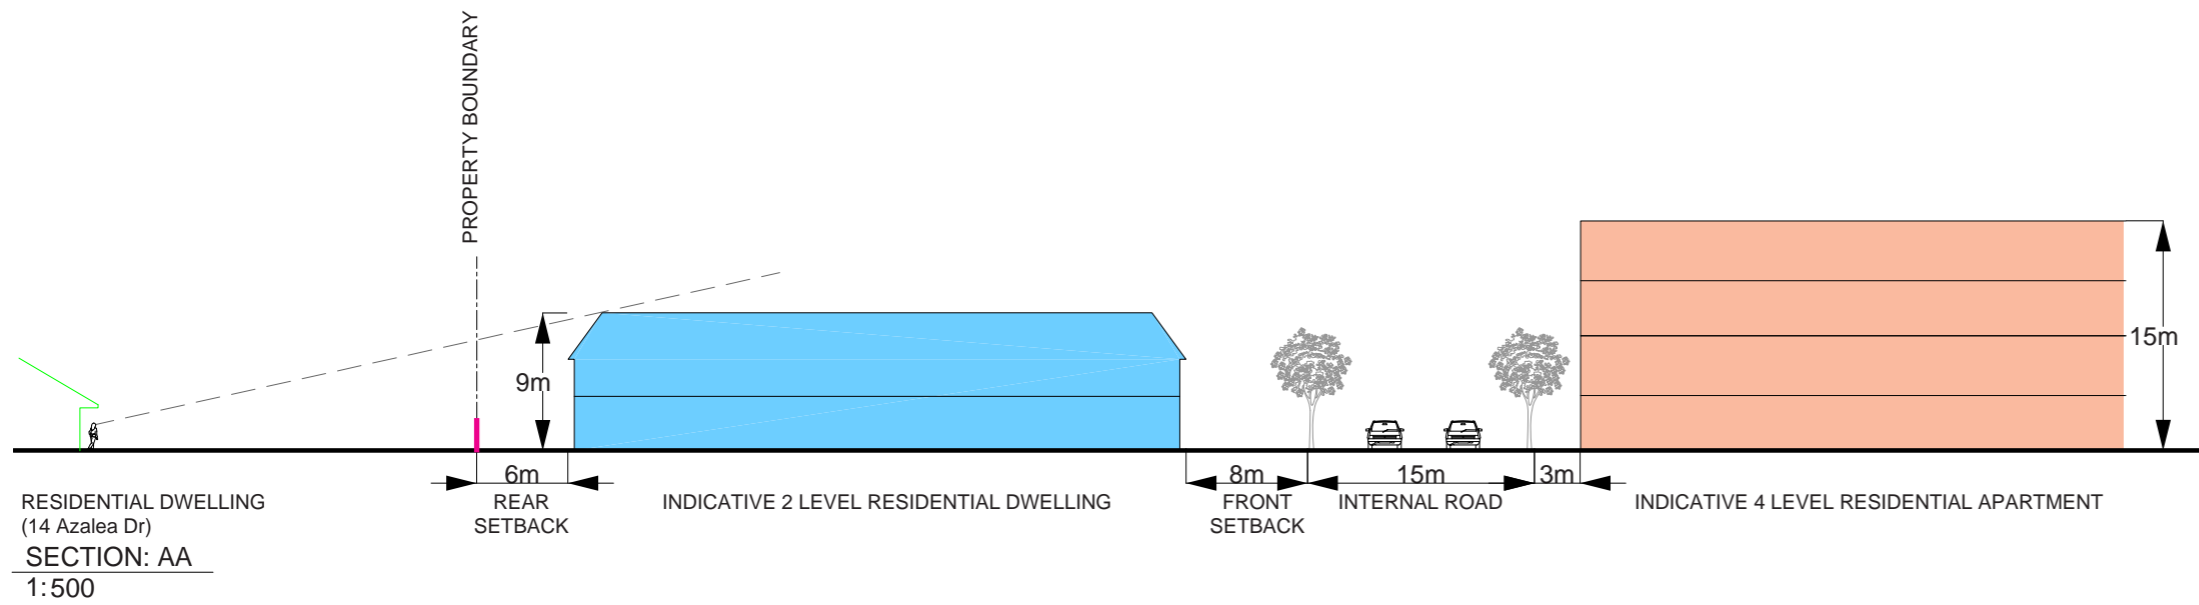 PROPERTY BOUNDARY
9m
15m
6m
8m
15m
3m
REAR
SETBACK
INDICATIVE 2 LEVEL RESIDENTIAL DWELLING
FRONT
SETBACK
INTERNAL ROAD
INDICATIVE 4 LEVEL RESIDENTIAL APARTMENT
RESIDENTIAL DWELLING
(14 Azalea Dr)
SECTION: AA
1:500